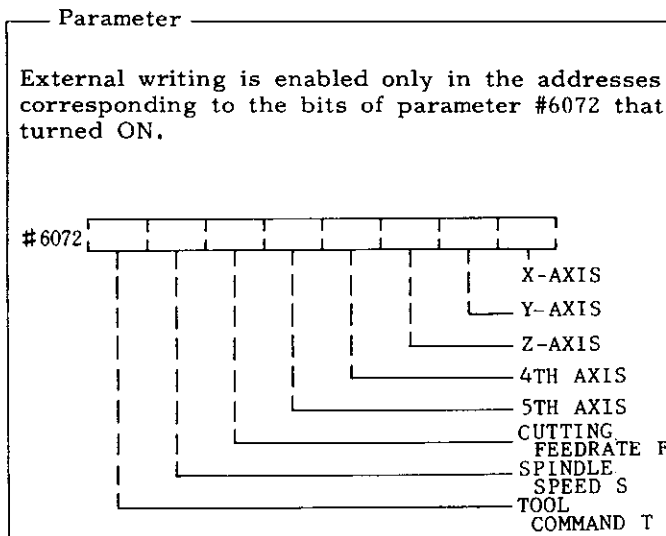 Parameter
External writing is enabled only in the addresses
corresponding to the bits of parameter #6072 that
turned ON.
#6072
X-AXIS
Y-AXIS
Z-AXIS
4TH AXIS
5TH AXIS
CUTTING
FEEDRATE F
SPINDLE
SPEED S
TOOL
COMMAND T